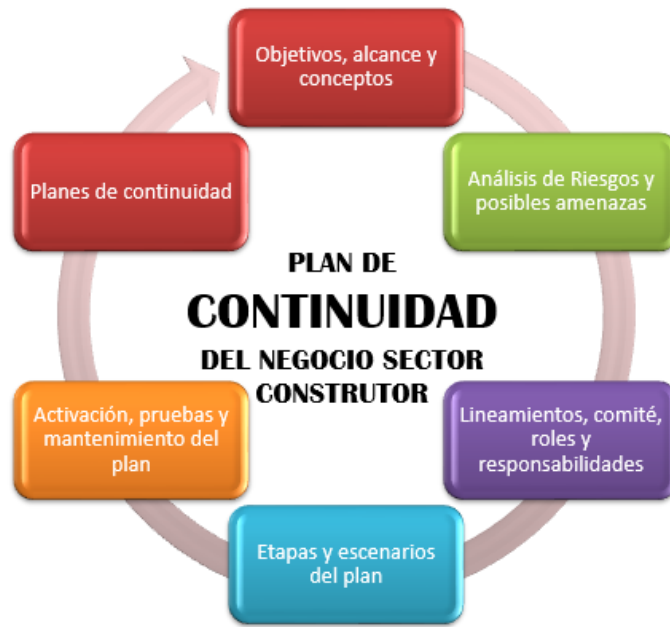 Objetivos, alcance y
conceptos
Análisis de Riesgos y
posibles amenazas
Lineamientos, comité,
roles y
responsabilidades
Etapas y escenarios
del plan
Activación, pruebas y
mantenimiento del
plan
Planes de continuidad
PLAN DE
CONTINUIDAD
DEL NEGOCIO SECTOR
CONSTRUTOR